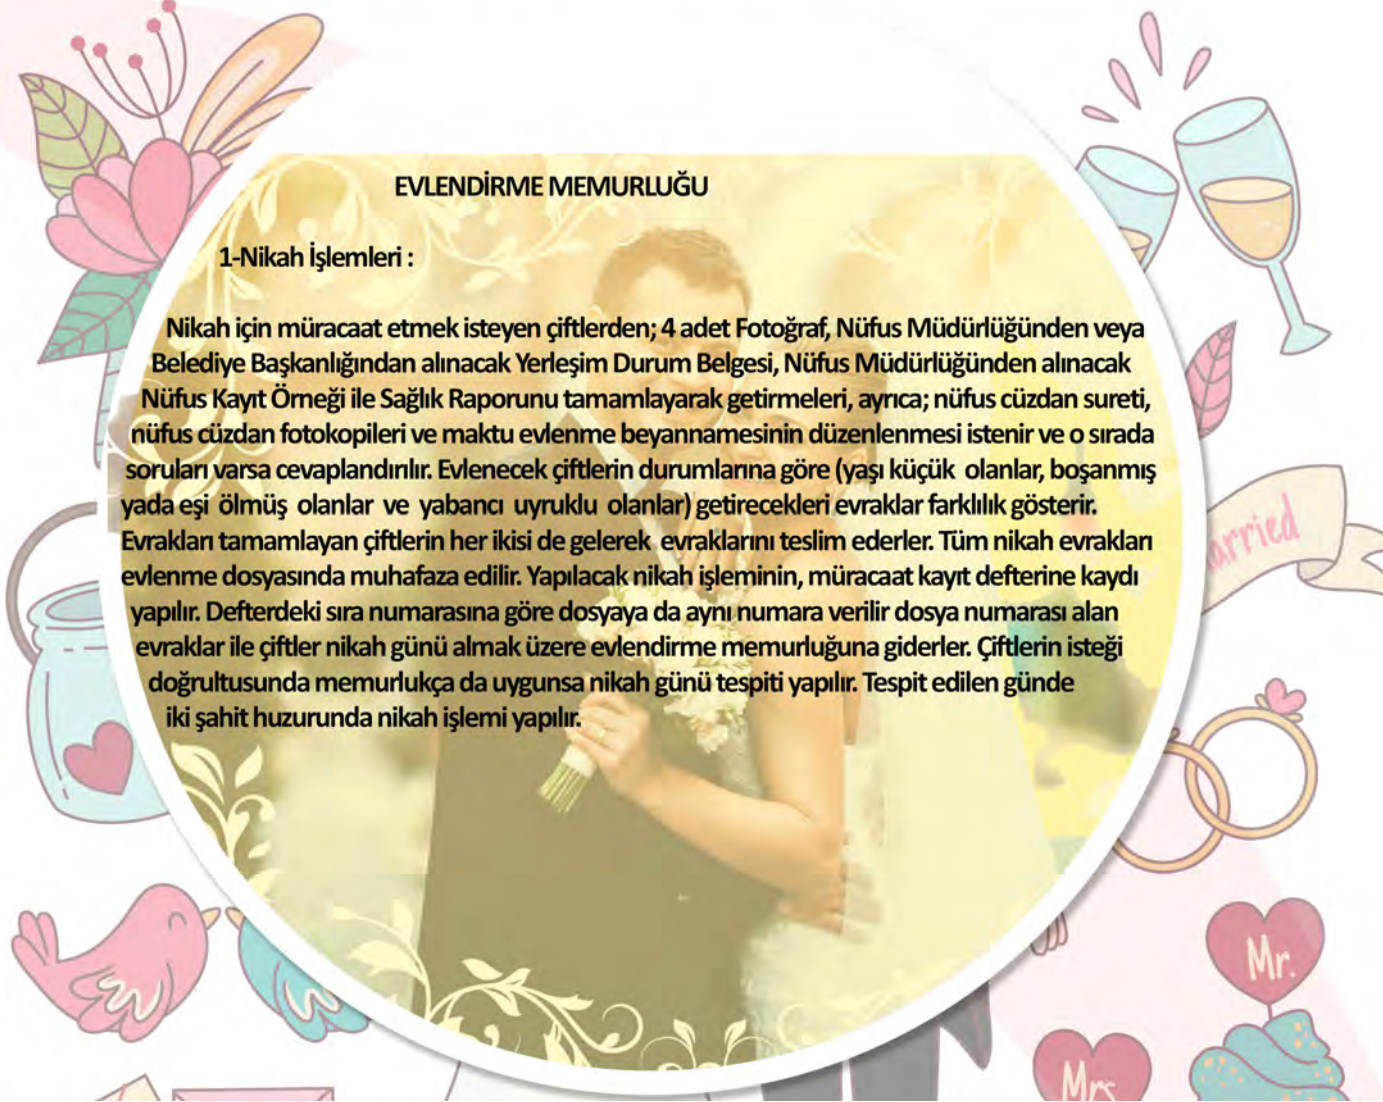 EVLENDİRME MEMURLUĞU
1-Nikah İşlemleri :
Nikah için müracaat etmek isteyen çiftlerden; 4 adet Fotoğraf, Nüfus Müdürlüğünden veya
Belediye Başkanlığından alınacak Yerleşim Durum Belgesi, Nüfus Müdürlüğünden alınacak
Nüfus Kayıt Örneği ile Sağlık Raporunu tamamlayarak getirmeleri, ayrıca; nüfus cüzdan sureti,
nüfus cüzdan fotokopileri ve maktu evlenme beyannamesinin düzenlenmesi istenir ve o sırada
soruları varsa cevaplandırılır. Evlenecek çiftlerin durumlarına göre (yaşı küçük olanlar, boşanmış
yada eşi ölmüş olanlar ve yabancı uyruklu olanlar) getirecekleri evraklar farklılık gösterir.
Evrakları tamamlayan çiftlerin her ikisi de gelerek evraklarını teslim ederler. Tüm nikah evrakları
evlenme dosyasında muhafaza edilir. Yapılacak nikah işleminin, müracaat kayıt defterine kaydı
yapılır. Defterdeki sıra numarasına göre dosyaya da aynı numara verilir dosya numarası alan
evraklar ile çiftler nikah günü almak üzere evlendirme memurluğuna giderler. Çiftlerin isteği
doğrultusunda memurlukça da uygunsa nikah günü tespiti yapılır. Tespit edilen günde
iki şahit huzurunda nikah işlemi yapılır.
arried
Mr.
Mrs